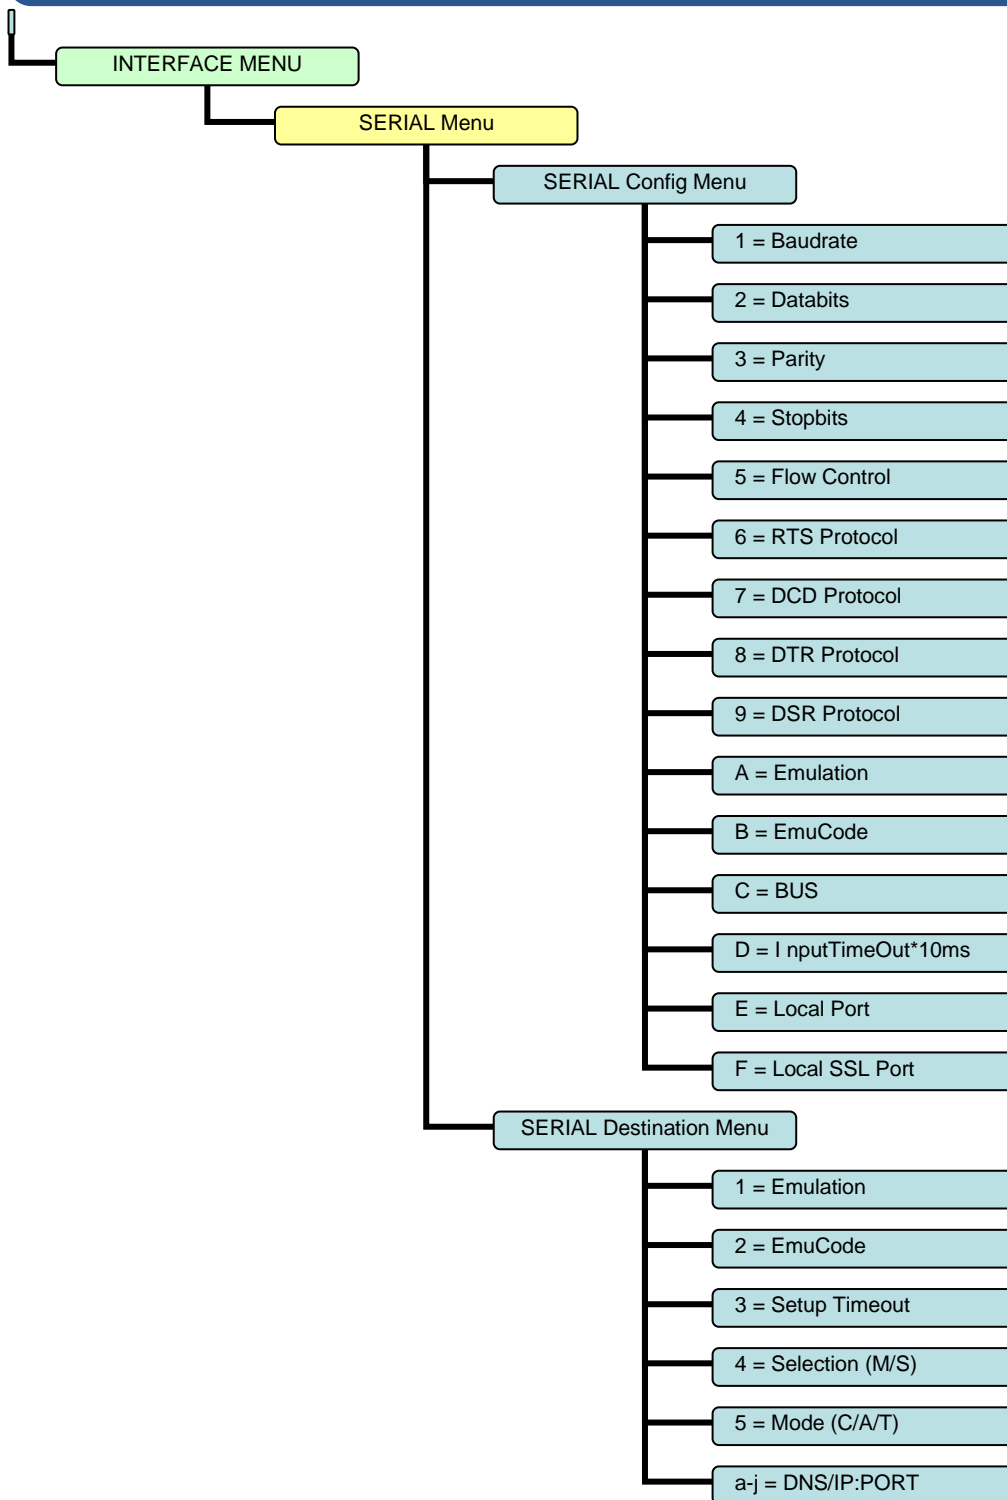 INTERFACE MENU
SERIAL Menu
SERIAL Config Menu
1 = Baudrate
2 = Databits
3 = Parity
4 = Stopbits
5 = Flow Control
6 = RTS Protocol
7 = DCD Protocol
8 = DTR Protocol
9 = DSR Protocol
A = Emulation
B = EmuCode
C = BUS
D = I nputTimeOut*10ms
E = Local Port
F = Local SSL Port
SERIAL Destination Menu
1 = Emulation
2 = EmuCode
3 = Setup Timeout
4 = Selection (M/S)
5 = Mode (C/A/T)
a-j = DNS/IP:PORT